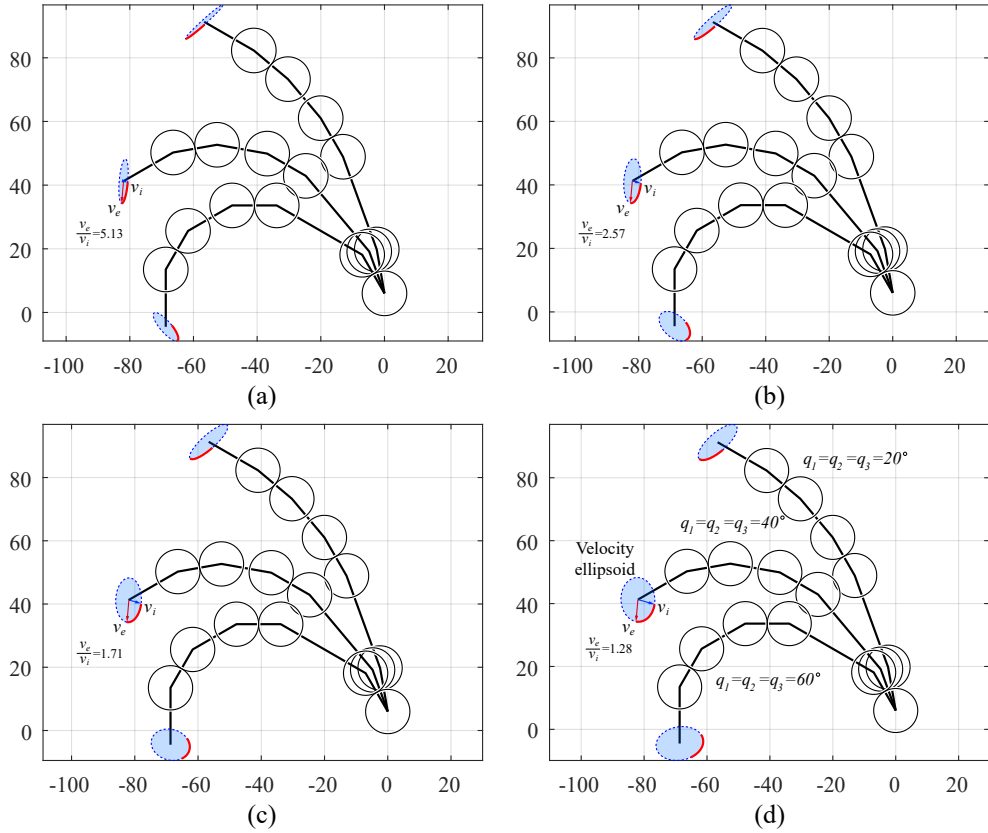 80
60
40
20
0
-100 -80 -60 -40 -20 0 20
v_i
v_e
v_e/v_i=5.13
(a)
80
60
40
20
0
-100 -80 -60 -40 -20 0 20
v_i
v_e
v_e/v_i=2.57
(b)
80
60
40
20
0
-100 -80 -60 -40 -20 0 20
v_i
v_e
v_e/v_i=1.71
(c)
80
60
40
20
0
-100 -80 -60 -40 -20 0 20
q_1=q_2=q_3=20°
q_1=q_2=q_3=40°
Velocity
ellipsoid
v_i
v_e
v_e/v_i=1.28
q_1=q_2=q_3=60°
(d)